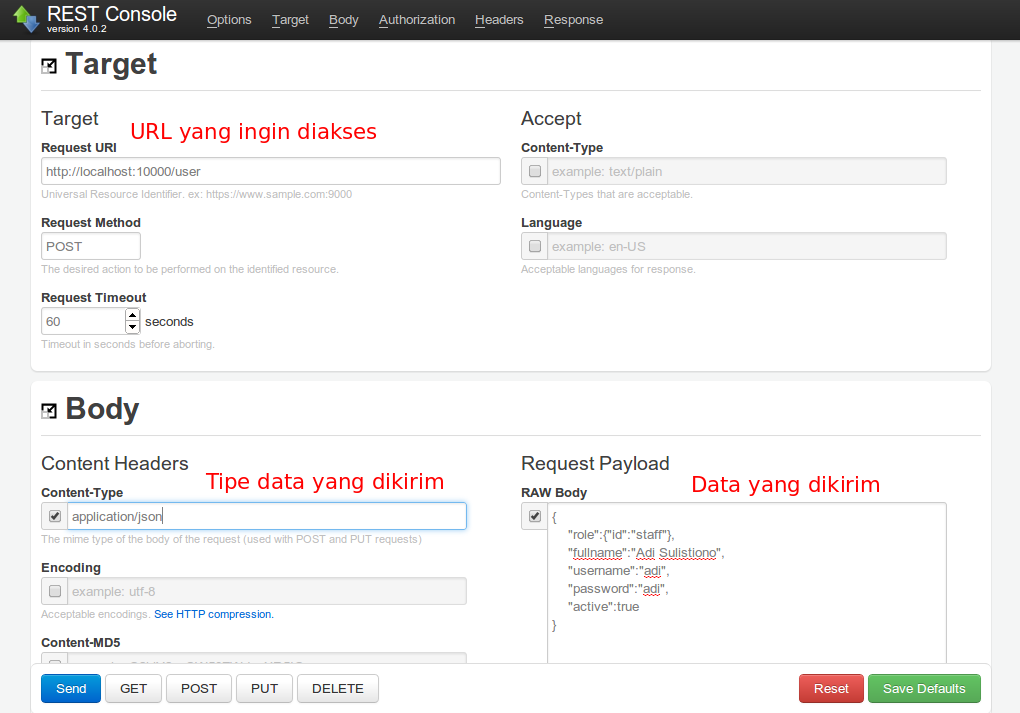 REST Console
version 4.0.2
Options Target Body Authorization Headers Response
Target
Target
URL yang ingin diakses
Request URI
http://localhost:10000/user
Universal Resource Identifier. ex: https://www.sample.com:9000
Request Method
POST
The desired action to be performed on the identified resource.
Request Timeout
60 seconds
Timeout in seconds before aborting.
Accept
Content-Type
example: text/plain
Content-Types that are acceptable.
Language
example: en-US
Acceptable languages for response.
Body
Content Headers
Tipe data yang dikirim
Content-Type
application/json
The mime type of the body of the request (used with POST and PUT requests)
Encoding
example: utf-8
Acceptable encodings. See HTTP compression.
Content-MD5
Request Payload
Data yang dikirim
RAW Body
{
"role":{"id":"staff"},
"fullname":"Adi Sulistiono",
"username":"adi",
"password":"adi",
"active":true
}
Send GET POST PUT DELETE Reset Save Defaults